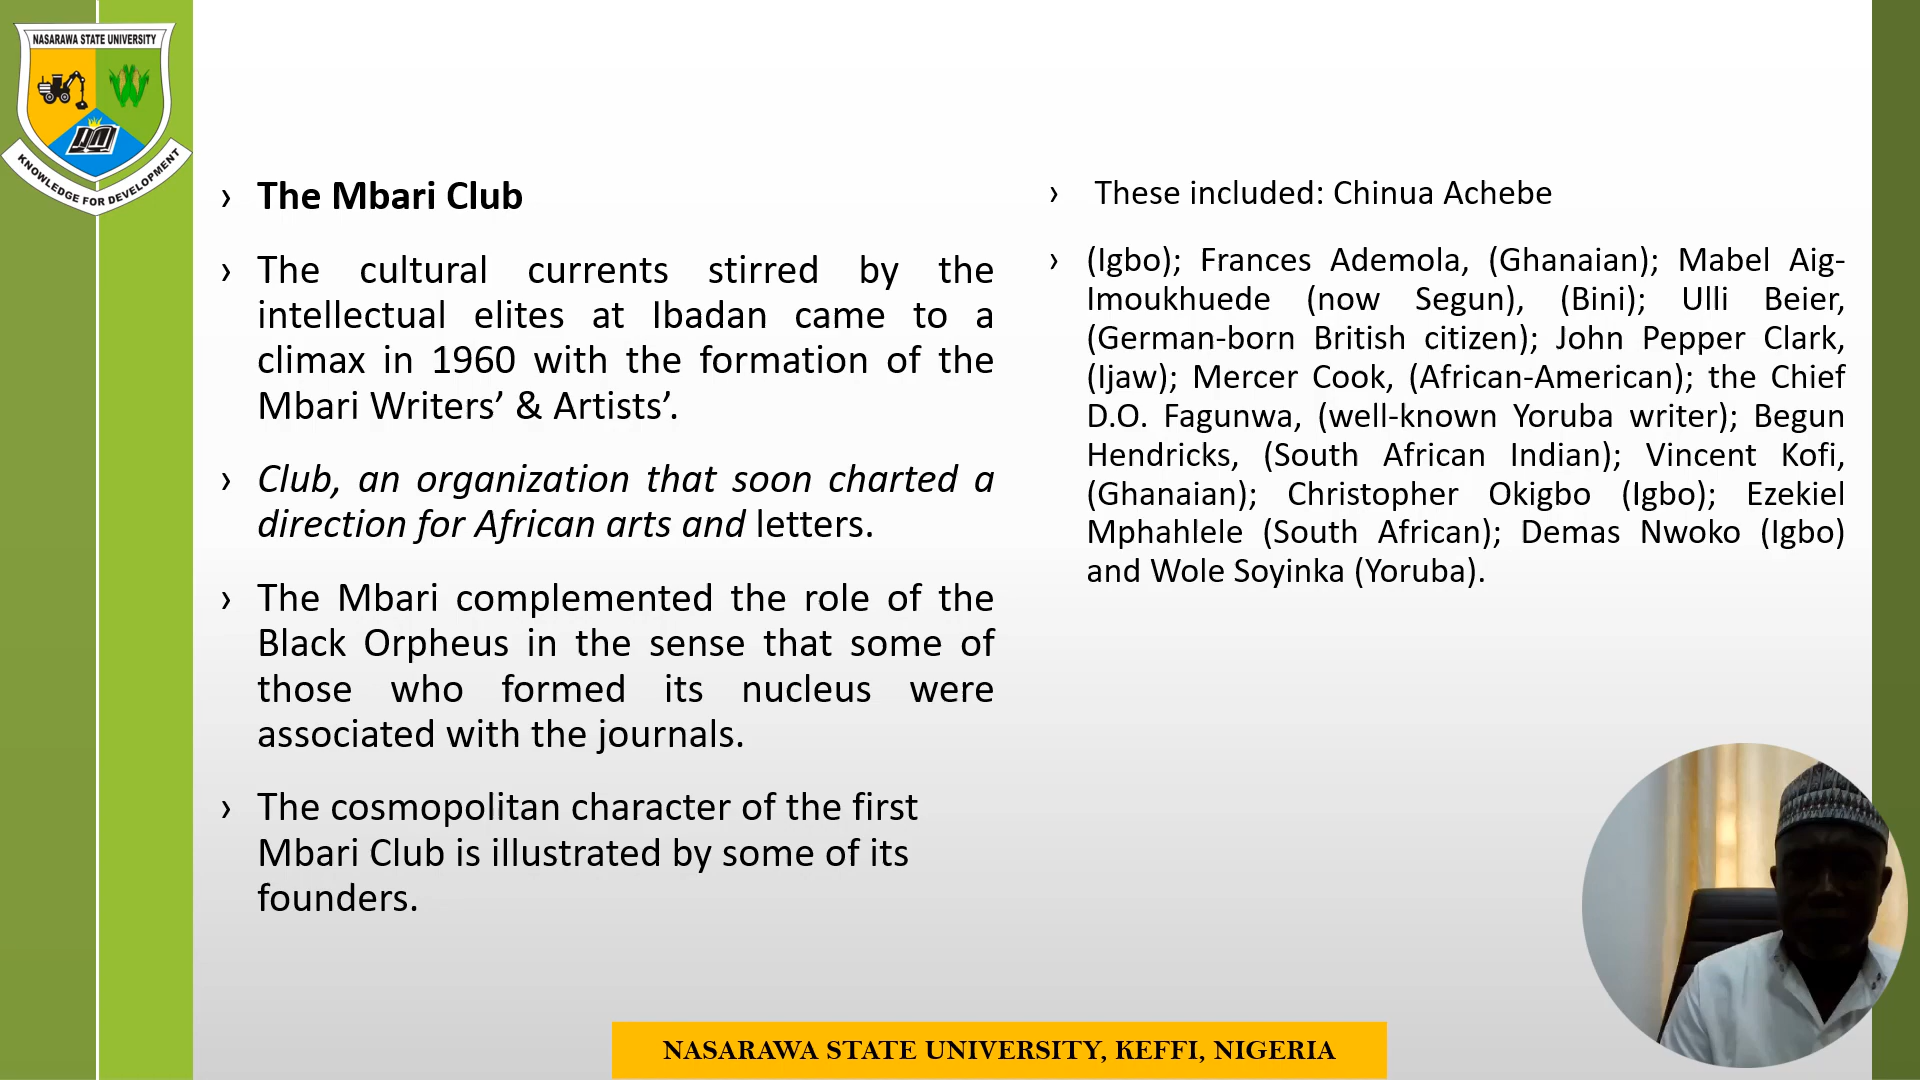 NASARAWA STATE UNIVERSITY
KNOWLEDGE FOR DEVELOPMENT
› The Mbari Club
› The cultural currents stirred by the
intellectual elites at Ibadan came to a
climax in 1960 with the formation of the
Mbari Writers’ & Artists’.
› Club, an organization that soon charted a
direction for African arts and letters.
› The Mbari complemented the role of the
Black Orpheus in the sense that some of
those who formed its nucleus were
associated with the journals.
› The cosmopolitan character of the first
Mbari Club is illustrated by some of its
founders.
› These included: Chinua Achebe
› (Igbo); Frances Ademola, (Ghanaian); Mabel Aig-
Imoukhuede (now Segun), (Bini); Ulli Beier,
(German-born British citizen); John Pepper Clark,
(Ijaw); Mercer Cook, (African-American); the Chief
D.O. Fagunwa, (well-known Yoruba writer); Begun
Hendricks, (South African Indian); Vincent Kofi,
(Ghanaian); Christopher Okigbo (Igbo); Ezekiel
Mphahlele (South African); Demas Nwoko (Igbo)
and Wole Soyinka (Yoruba).
NASARAWA STATE UNIVERSITY, KEFFI, NIGERIA